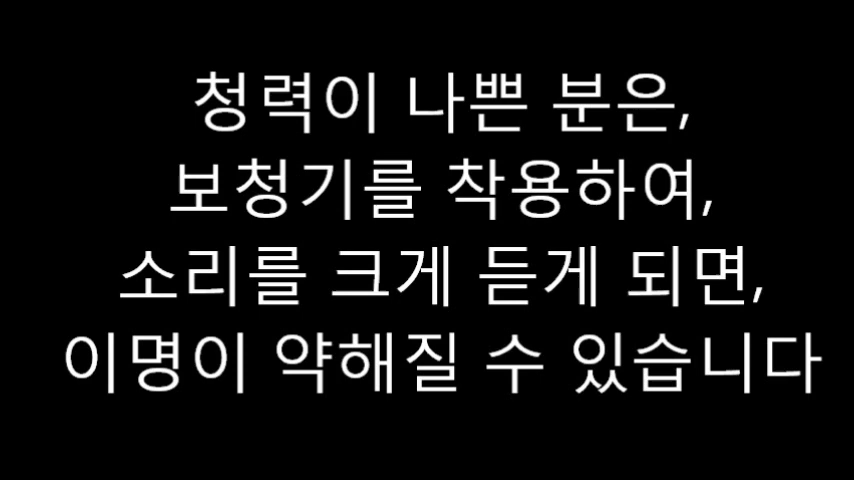 청력이 나쁜 분은,
보청기를 착용하여,
소리를 크게 듣게 되면,
이명이 약해질 수 있습니다